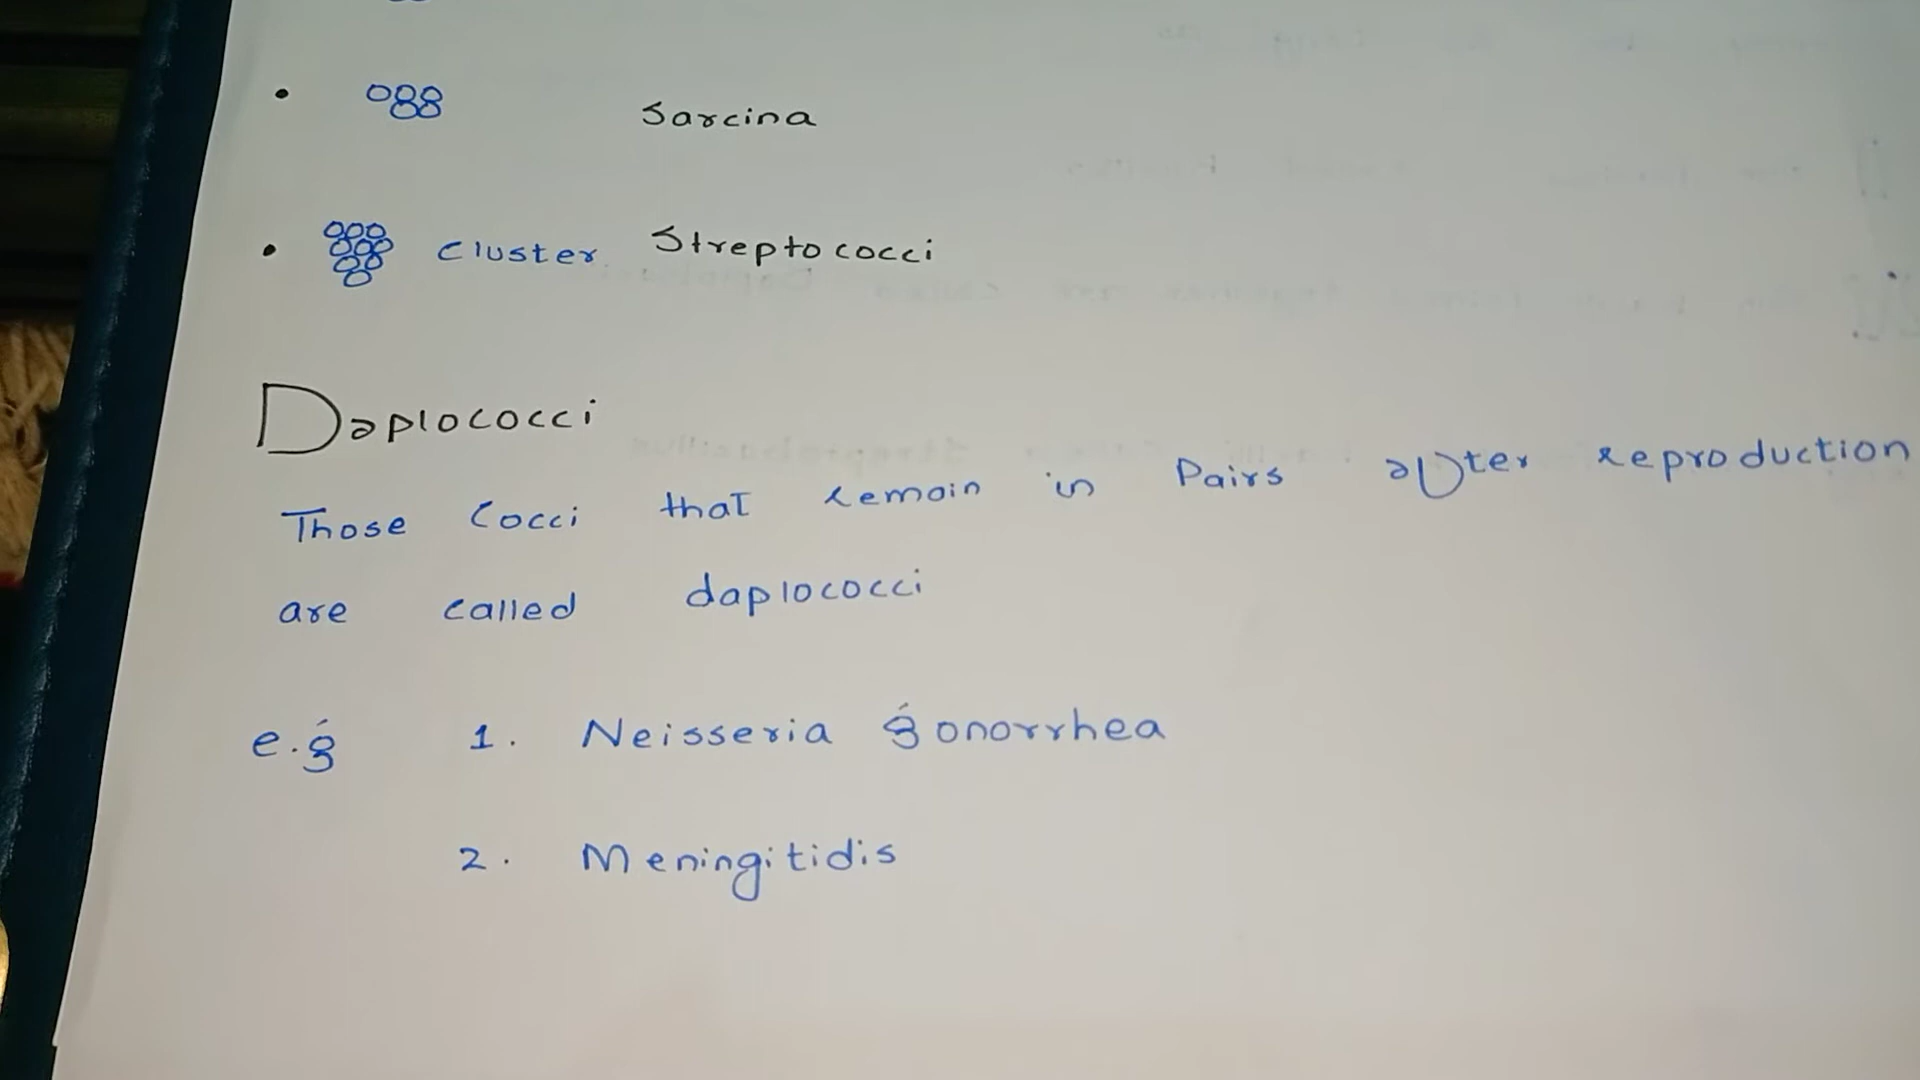 Sarcina
Cluster Streptococci
Daplococci
Those Cocci that remain in Pairs after reproduction
are called daplococci
e.g 1. Neisseria gonorrhea
2. Meningitidis